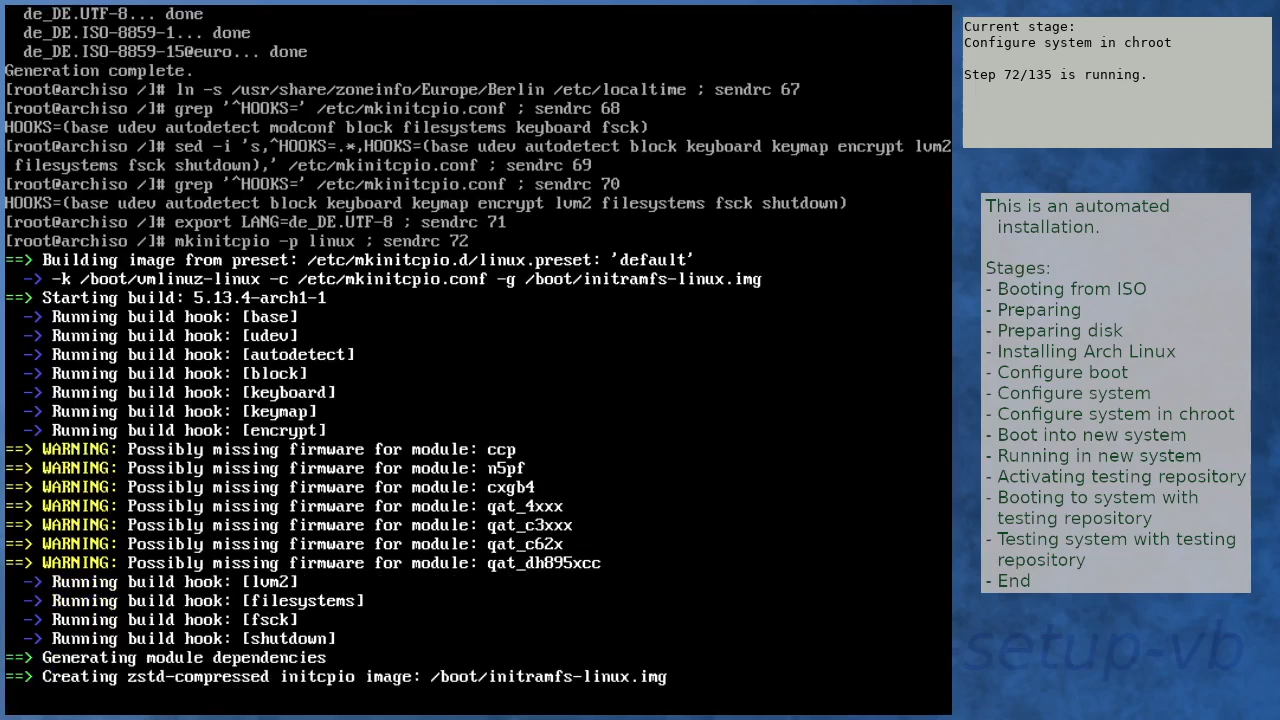 de_DE.UTF-8... done
de_DE.ISO-8859-1... done
de_DE.ISO-8859-15@euro... done
Generation complete.
[root@archiso /]# ln -s /usr/share/zoneinfo/Europe/Berlin /etc/localtime ; sendrc 67
[root@archiso /]# grep '^HOOKS=' /etc/mkinitcpio.conf ; sendrc 68
HOOKS=(base udev autodetect modconf block filesystems keyboard fsck)
[root@archiso /]# sed -i 's,^HOOKS=.*,HOOKS=(base udev autodetect block keyboard keymap encrypt lvm2
 filesystems fsck shutdown),' /etc/mkinitcpio.conf ; sendrc 69
[root@archiso /]# grep '^HOOKS=' /etc/mkinitcpio.conf ; sendrc 70
HOOKS=(base udev autodetect block keyboard keymap encrypt lvm2 filesystems fsck shutdown)
[root@archiso /]# export LANG=de_DE.UTF-8 ; sendrc 71
[root@archiso /]# mkinitcpio -p linux ; sendrc 72
==> Building image from preset: /etc/mkinitcpio.d/linux.preset: 'default'
  -> -k /boot/vmlinuz-linux -c /etc/mkinitcpio.conf -g /boot/initramfs-linux.img
==> Starting build: 5.13.4-arch1-1
  -> Running build hook: [base]
  -> Running build hook: [udev]
  -> Running build hook: [autodetect]
  -> Running build hook: [block]
  -> Running build hook: [keyboard]
  -> Running build hook: [keymap]
  -> Running build hook: [encrypt]
==> WARNING: Possibly missing firmware for module: ccp
==> WARNING: Possibly missing firmware for module: n5pf
==> WARNING: Possibly missing firmware for module: cxgb4
==> WARNING: Possibly missing firmware for module: qat_4xxx
==> WARNING: Possibly missing firmware for module: qat_c3xxx
==> WARNING: Possibly missing firmware for module: qat_c62x
==> WARNING: Possibly missing firmware for module: qat_dh895xcc
  -> Running build hook: [lvm2]
  -> Running build hook: [filesystems]
  -> Running build hook: [fsck]
  -> Running build hook: [shutdown]
==> Generating module dependencies
==> Creating zstd-compressed initcpio image: /boot/initramfs-linux.img
Current stage:
Configure system in chroot
Step 72/135 is running.
This is an automated
installation.
Stages:
- Booting from ISO
- Preparing
- Preparing disk
- Installing Arch Linux
- Configure boot
- Configure system
- Configure system in chroot
- Boot into new system
- Running in new system
- Activating testing repository
- Booting to system with
testing repository
- Testing system with testing
repository
- End
setup-vb